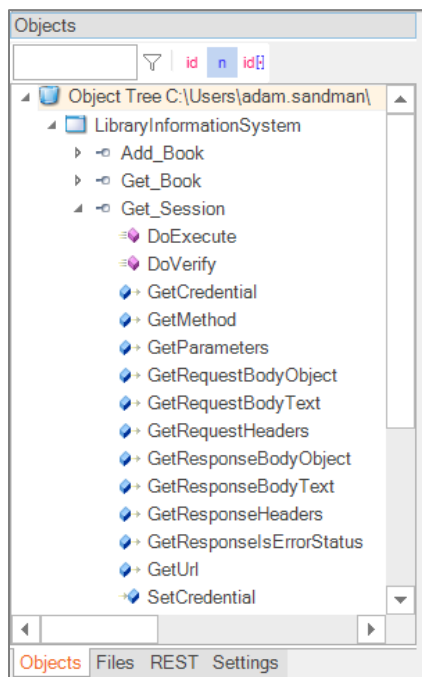 Objects
id n id[·]
Object Tree C:\Users\adam.sandman\
LibraryInformationSystem
Add_Book
Get_Book
Get_Session
DoExecute
DoVerify
GetCredential
GetMethod
GetParameters
GetRequestBodyObject
GetRequestBodyText
GetRequestHeaders
GetResponseBodyObject
GetResponseBodyText
GetResponseHeaders
GetResponseIsErrorStatus
GetUrl
SetCredential
Objects Files REST Settings